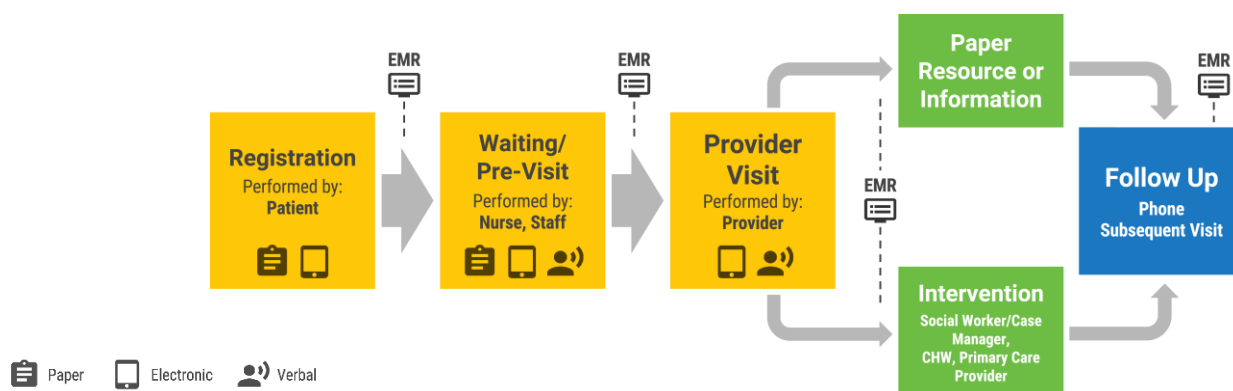 EMR
EMR
Paper
Resource or
Information
EMR
Registration
Performed by:
Patient
Waiting/
Pre-Visit
Performed by:
Nurse, Staff
Provider
Visit
Performed by:
Provider
EMR
Follow Up
Phone
Subsequent Visit
Intervention
Social Worker/Case
Manager,
CHW, Primary Care
Provider
Paper
Electronic
Verbal